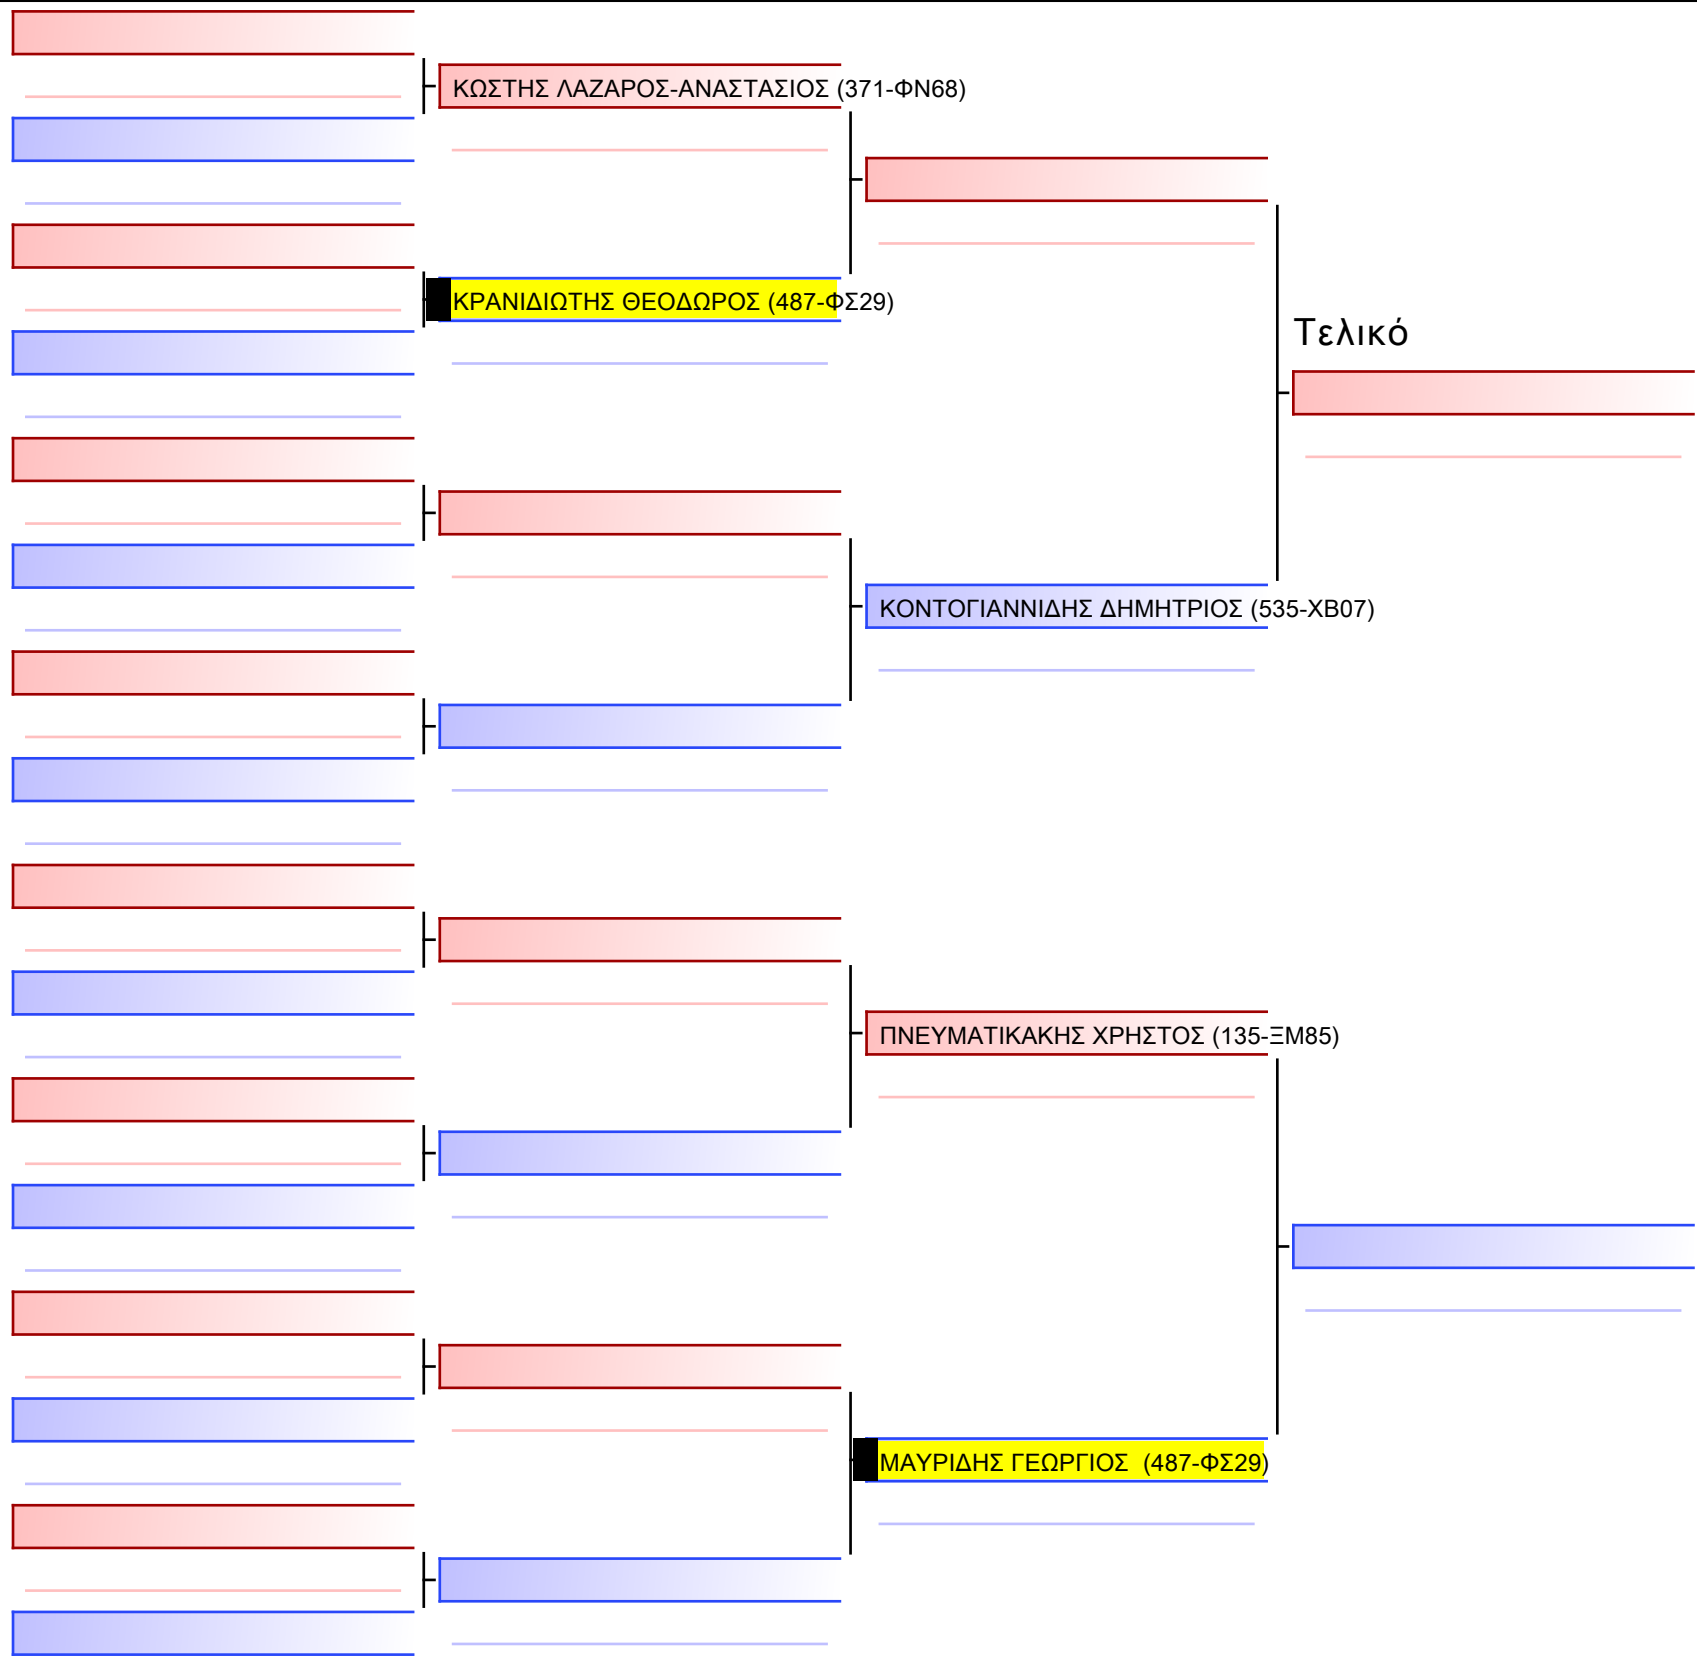 ΚΩΣΤΗΣ ΛΑΖΑΡΟΣ-ΑΝΑΣΤΑΣΙΟΣ (371-ΦΝ68)
ΚΡΑΝΙΔΙΩΤΗΣ ΘΕΟΔΩΡΟΣ (487-ΦΣ29)
Τελικό
ΚΟΝΤΟΓΙΑΝΝΙΔΗΣ ΔΗΜΗΤΡΙΟΣ (535-ΧΒ07)
ΠΝΕΥΜΑΤΙΚΑΚΗΣ ΧΡΗΣΤΟΣ (135-ΞΜ85)
ΜΑΥΡΙΔΗΣ ΓΕΩΡΓΙΟΣ  (487-ΦΣ29)